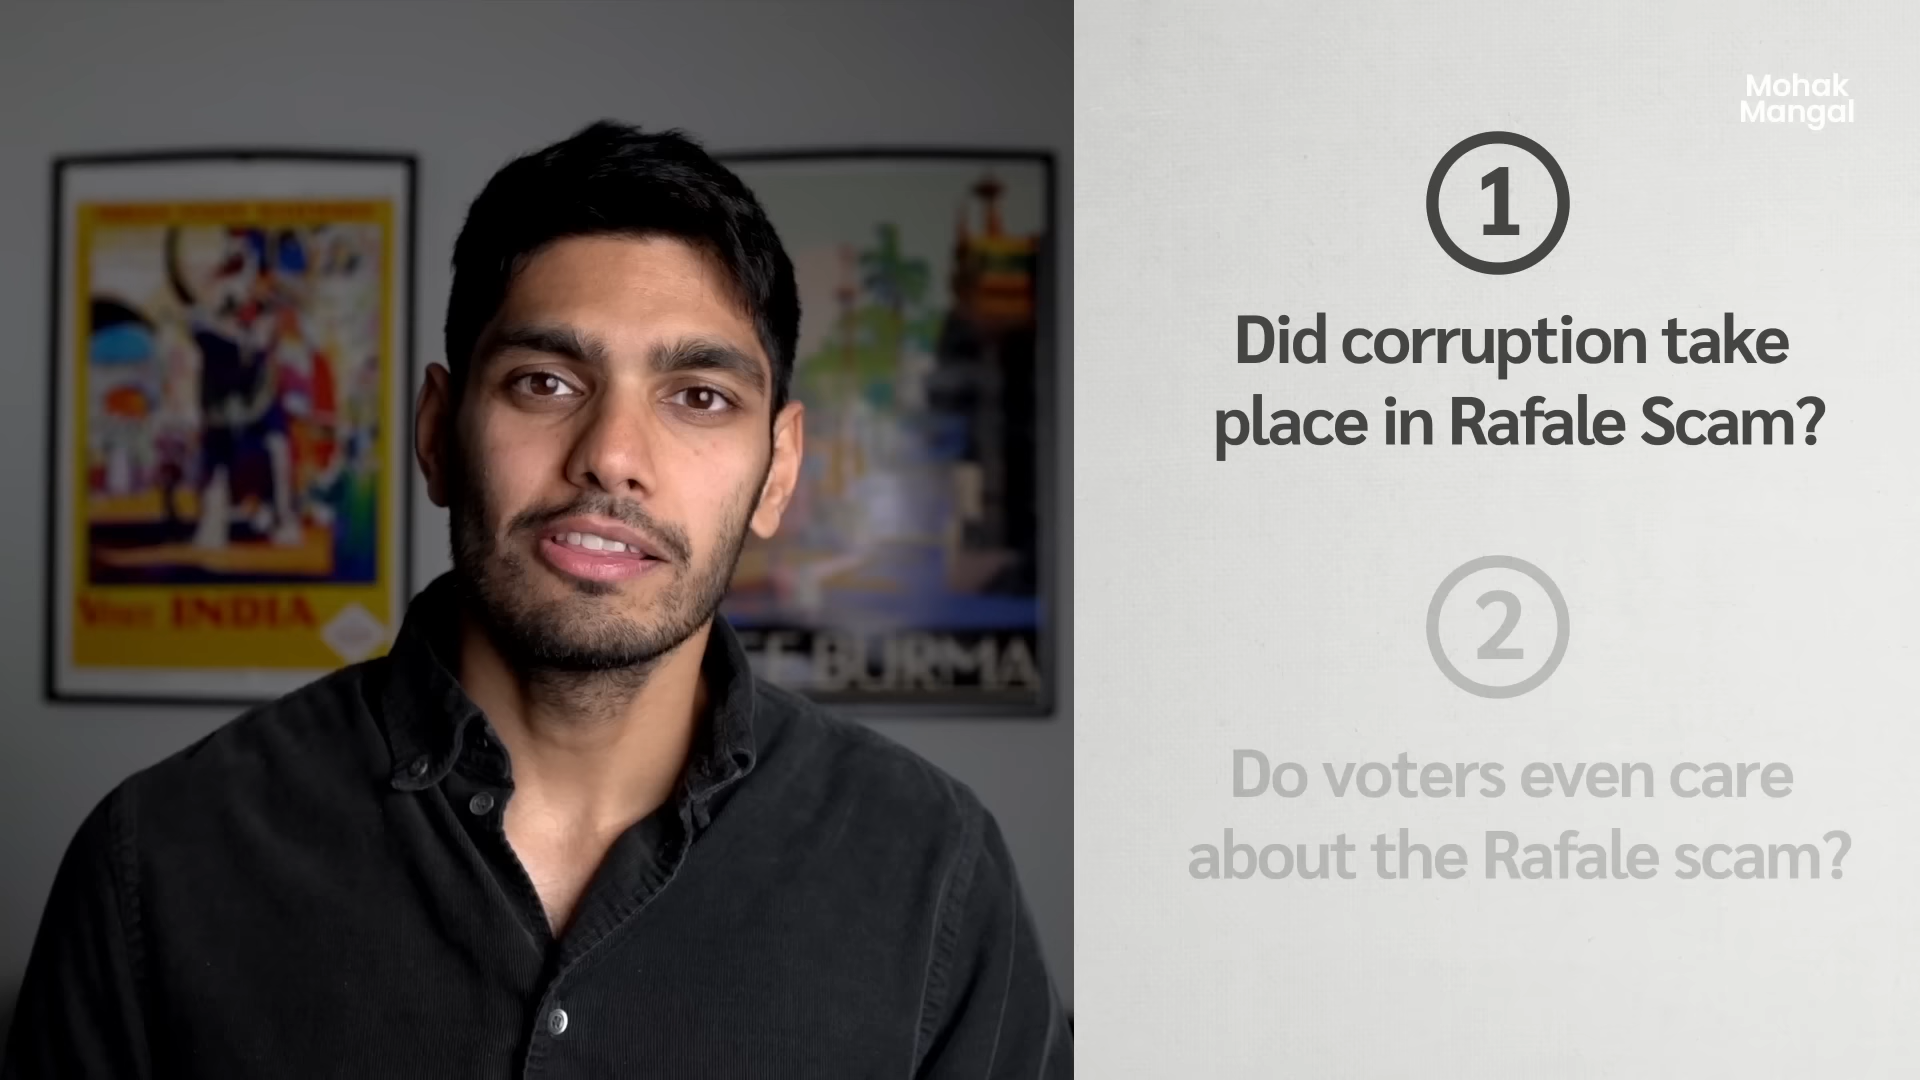 Visit INDIA
BURMA
Mohak
Mangal
1
Did corruption take
place in Rafale Scam?
2
Do voters even care
about the Rafale scam?